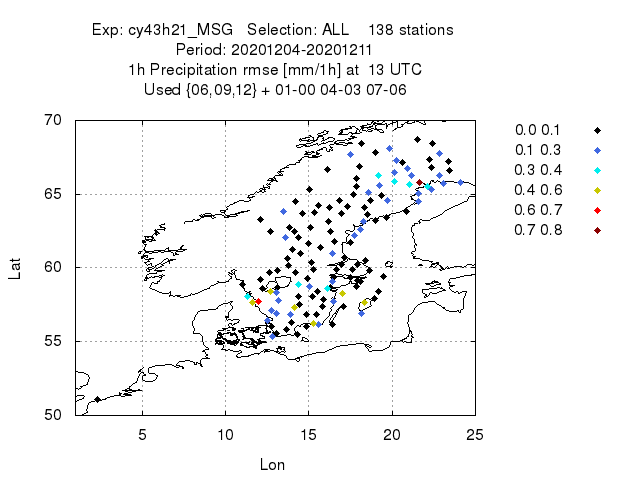 Exp: cy43h21_MSG Selection: ALL 138 stations
Period: 20201204-20201211
1h Precipitation rmse [mm/1h] at 13 UTC
Used {06,09,12} + 01-00 04-03 07-06
70
65
60
55
50
Lat
5 10 15 20 25
Lon
0.0 0.1
0.1 0.3
0.3 0.4
0.4 0.6
0.6 0.7
0.7 0.8